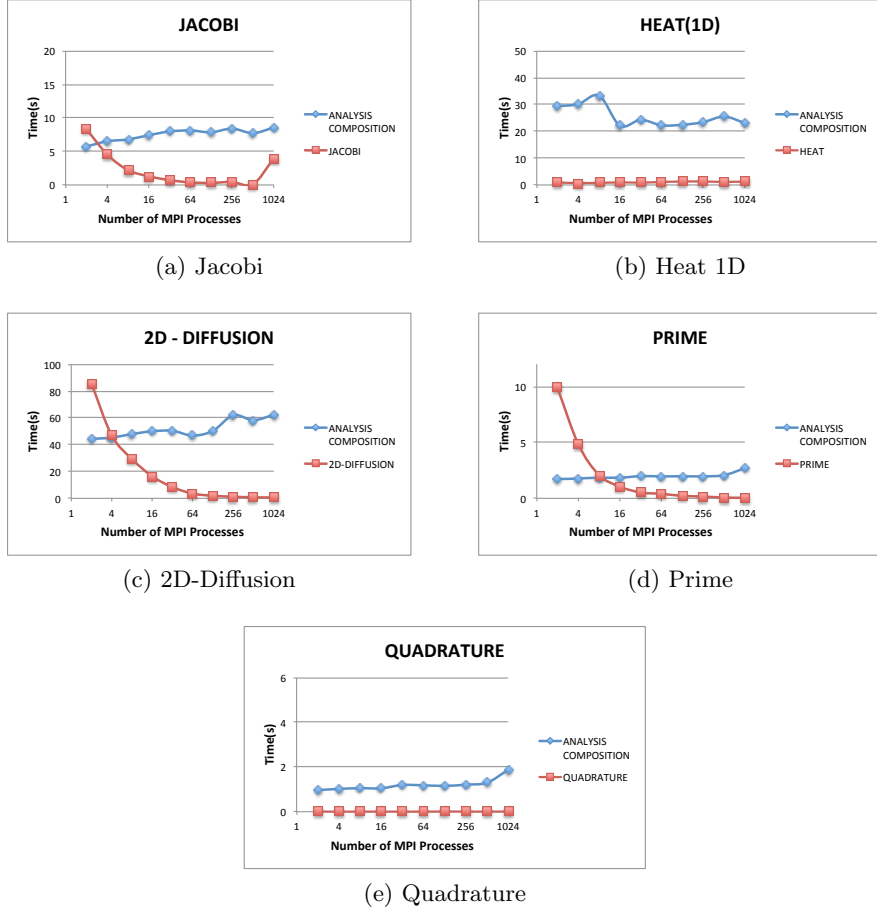 JACOBI
20
15
10
5
0
Time(s)
1 4 16 64 256 1024
Number of MPI Processes
ANALYSIS
COMPOSITION
JACOBI
(a) Jacobi
HEAT(1D)
50
40
30
20
10
0
Time(s)
1 4 16 64 256 1024
Number of MPI Processes
ANALYSIS
COMPOSITION
HEAT
(b) Heat 1D
2D - DIFFUSION
100
80
60
40
20
0
Time(s)
1 4 16 64 256 1024
Number of MPI Processes
ANALYSIS
COMPOSITION
2D-DIFFUSION
(c) 2D-Diffusion
PRIME
10
5
0
Time(s)
1 4 16 64 256 1024
Number of MPI Processes
ANALYSIS
COMPOSITION
PRIME
(d) Prime
QUADRATURE
6
4
2
0
Time(s)
1 4 16 64 256 1024
Number of MPI Processes
ANALYSIS
COMPOSITION
QUADRATURE
(e) Quadrature